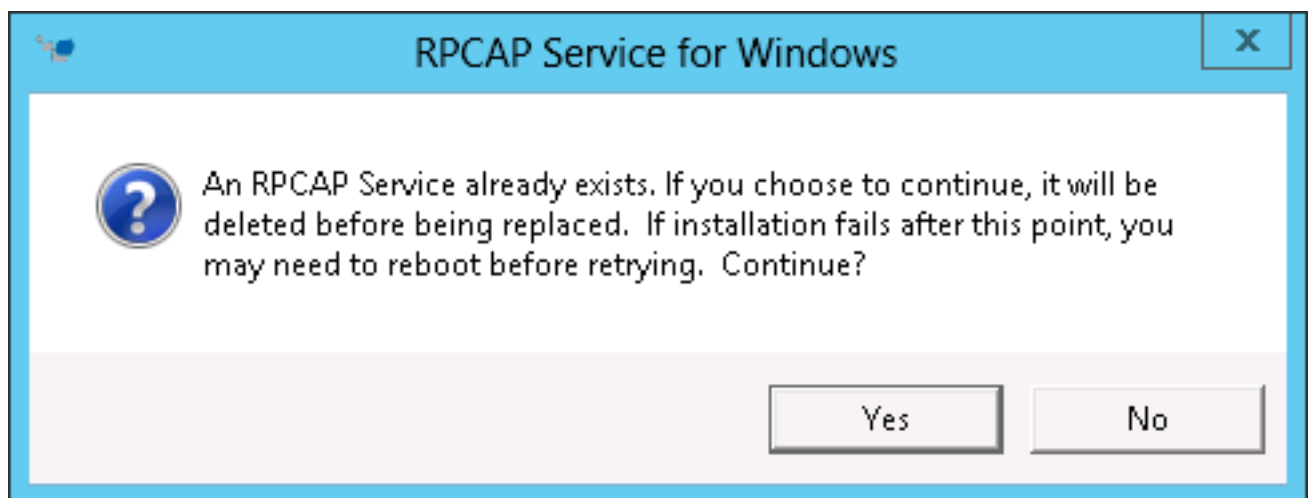 RPCAP Service for Windows
x
An RPCAP Service already exists. If you choose to continue, it will be
deleted before being replaced.  If installation fails after this point, you
may need to reboot before retrying.  Continue?
Yes
No